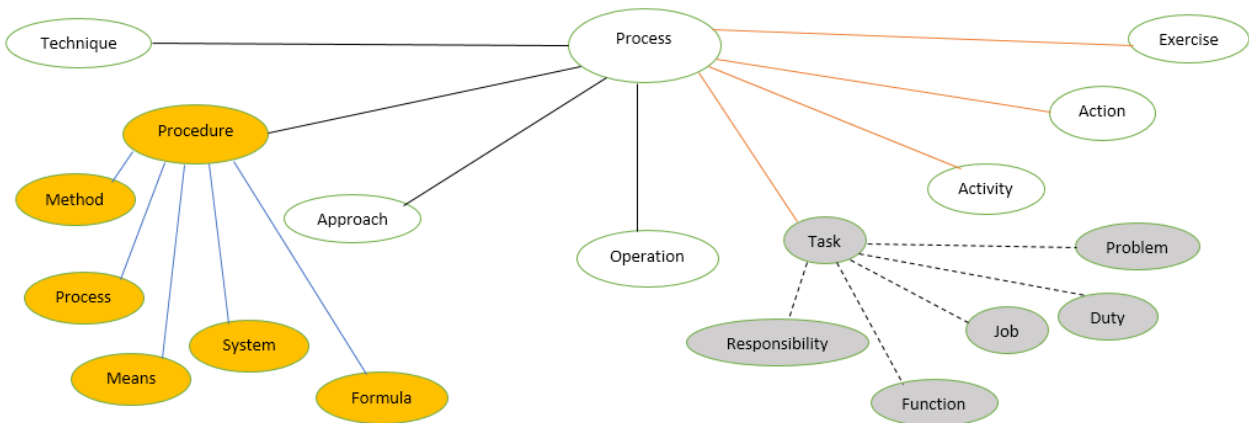 Technique
Process
Exercise
Action
Procedure
Activity
Method
Approach
Task
Problem
Operation
Process
Duty
Job
System
Responsibility
Means
Formula
Function